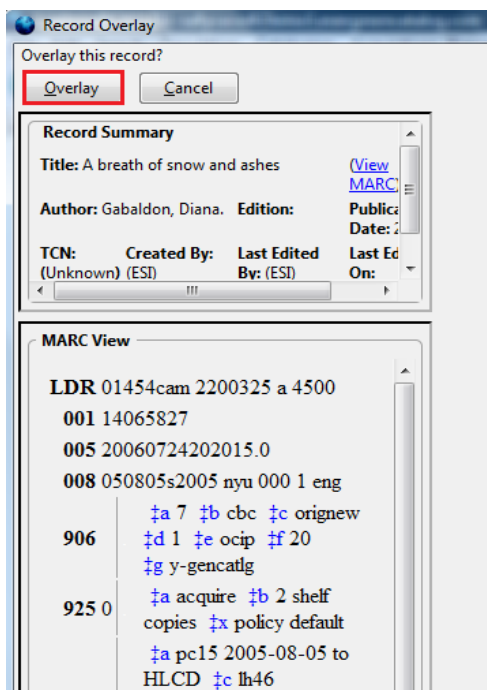 Record Overlay
Overlay this record?
Overlay Cancel
Record Summary
Title: A breath of snow and ashes (View
MARC)
Author: Gabaldon, Diana. Edition: Publica
Date: 2
TCN: Created By: Last Edited Last Ed
(Unknown) (ESI) By: (ESI) On:
MARC View
LDR 01454cam 2200325 a 4500
001 14065827
005 20060724202015.0
008 050805s2005 nyu 000 1 eng
‡a 7 ‡b cbc ‡c orignew
906 ‡d 1 ‡e ocip ‡f 20
‡g y-gencatlg
925 0 ‡a acquire ‡b 2 shelf
copies ‡x policy default
‡a pc15 2005-08-05 to
HLCD ‡c lh46